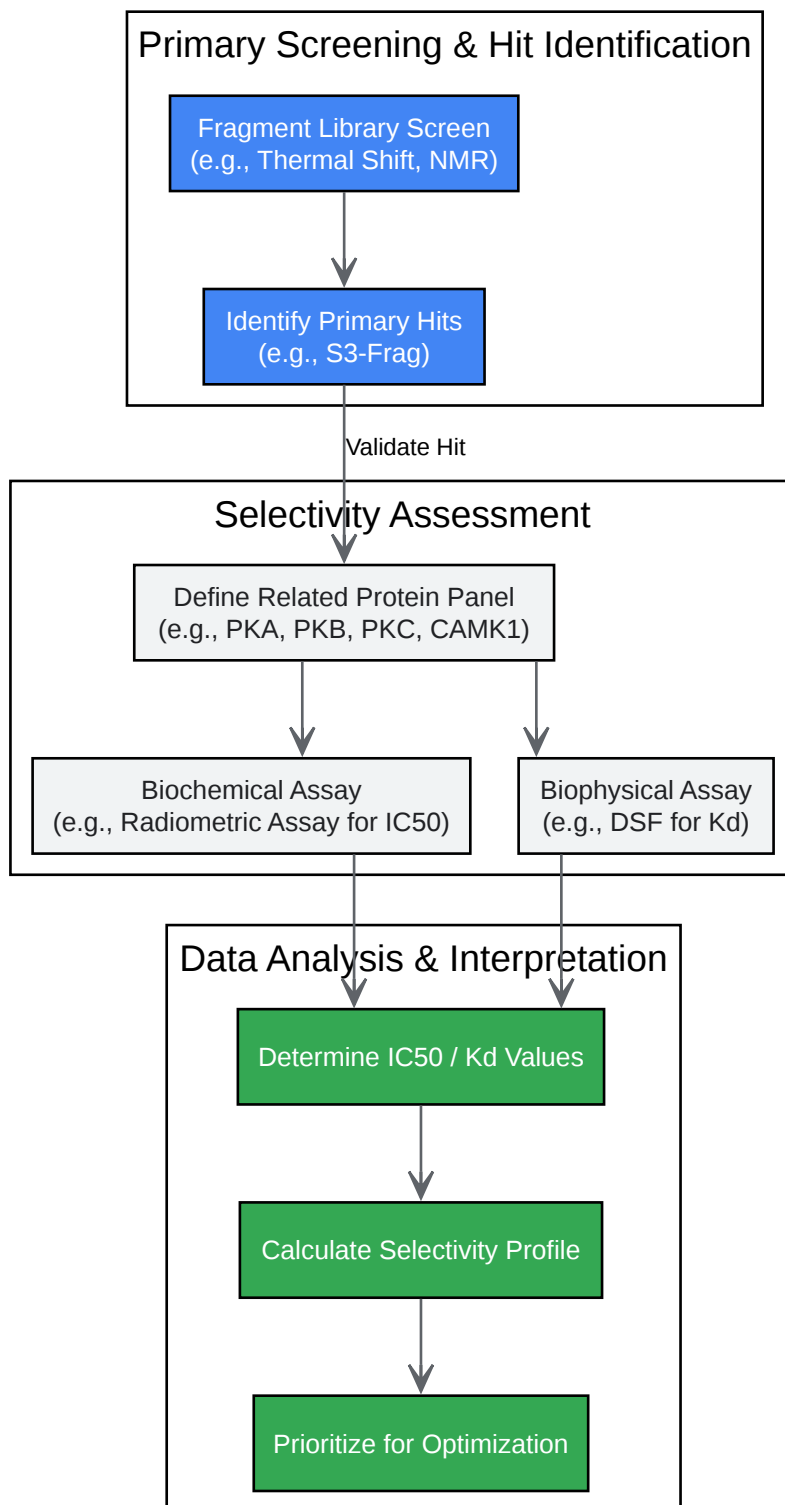 Primary Screening & Hit Identification
Fragment Library Screen
(e.g., Thermal Shift, NMR)
Identify Primary Hits
(e.g., S3-Frag)
Validate Hit
Selectivity Assessment
Define Related Protein Panel
(e.g., PKA, PKB, PKC, CAMK1)
Biochemical Assay
(e.g., Radiometric Assay for IC50)
Biophysical Assay
(e.g., DSF for Kd)
Data Analysis & Interpretation
Determine IC50 / Kd Values
Calculate Selectivity Profile
Prioritize for Optimization